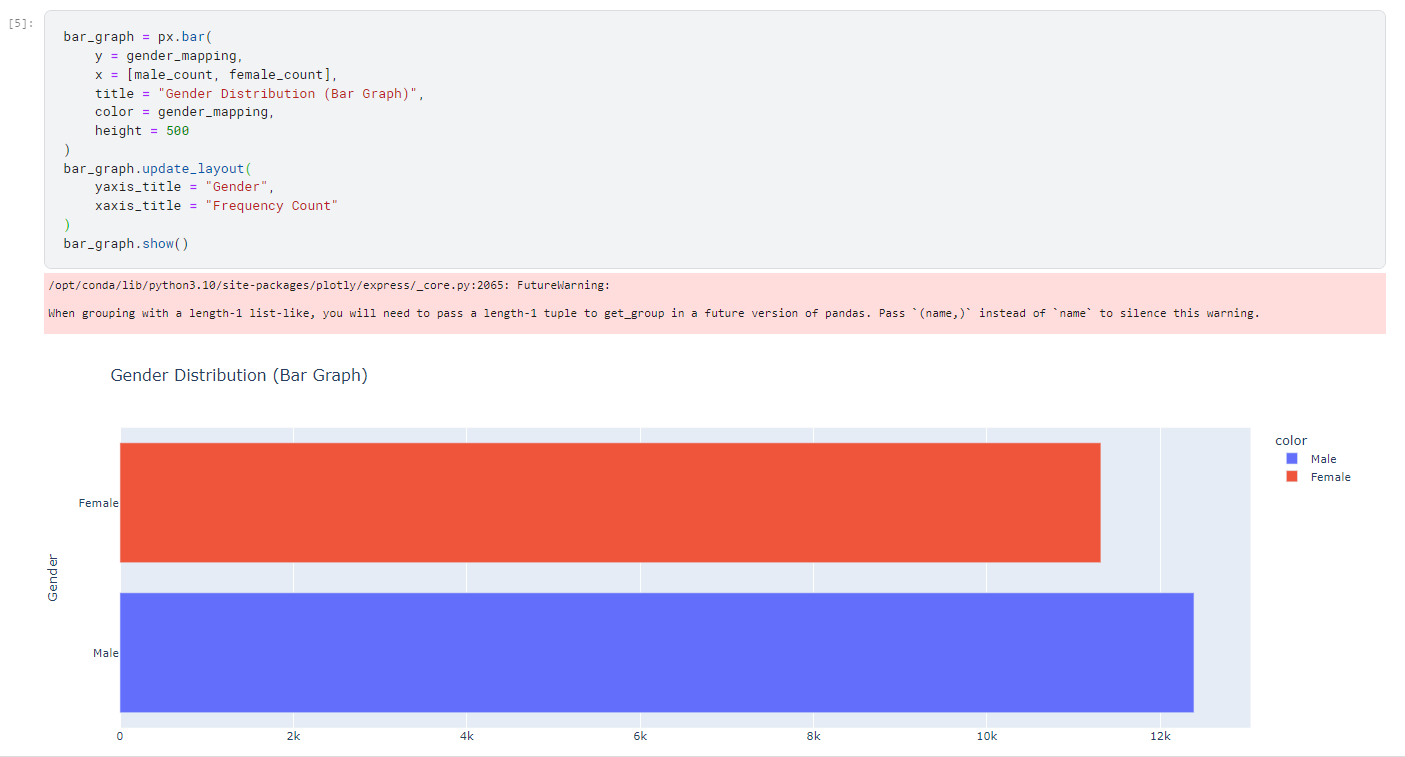 [5]:
bar_graph = px.bar(
    y = gender_mapping,
    x = [male_count, female_count],
    title = "Gender Distribution (Bar Graph)",
    color = gender_mapping,
    height = 500
)
bar_graph.update_layout(
    yaxis_title = "Gender",
    xaxis_title = "Frequency Count"
)
bar_graph.show()
/opt/conda/lib/python3.10/site-packages/plotly/express/_core.py:2065: FutureWarning:
When grouping with a length-1 list-like, you will need to pass a length-1 tuple to get_group in a future version of pandas. Pass `(name,)` instead of `name` to silence this warning.
Gender Distribution (Bar Graph)
color
Male
Female
Female
Gender
Male
0 2k 4k 6k 8k 10k 12k